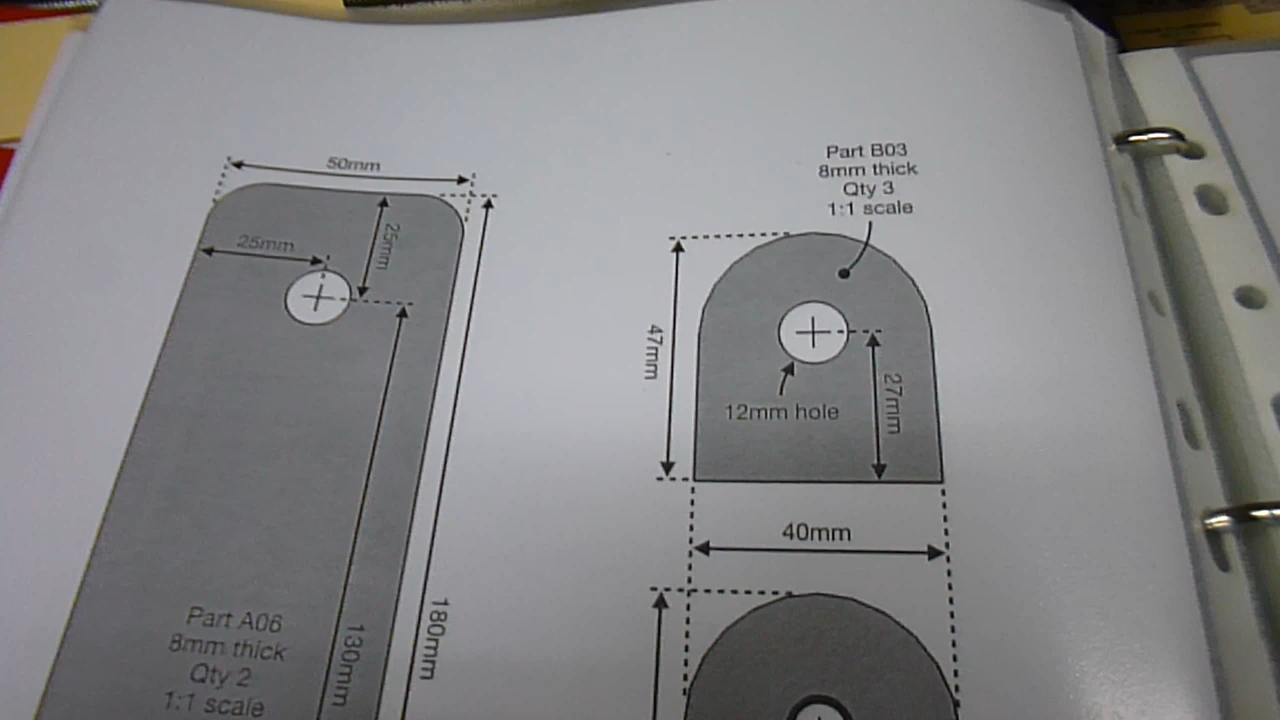 50mm
25mm
25mm
Part A06
8mm thick
Qty 2
1:1 scale
130mm
180mm
Part B03
8mm thick
Qty 3
1:1 scale
47mm
12mm hole
27mm
40mm